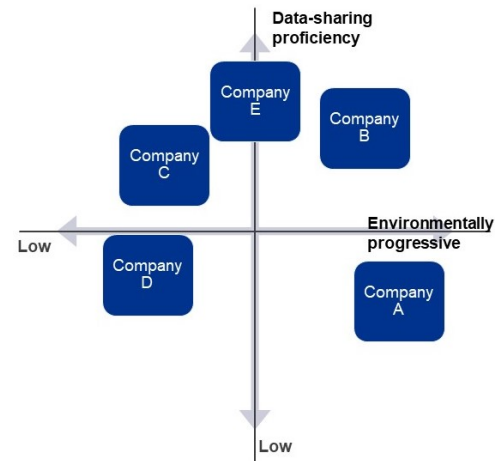 Data-sharing
proficiency
Company
E
Company
B
Company
C
Environmentally
progressive
Low
Company
D
Company
A
Low